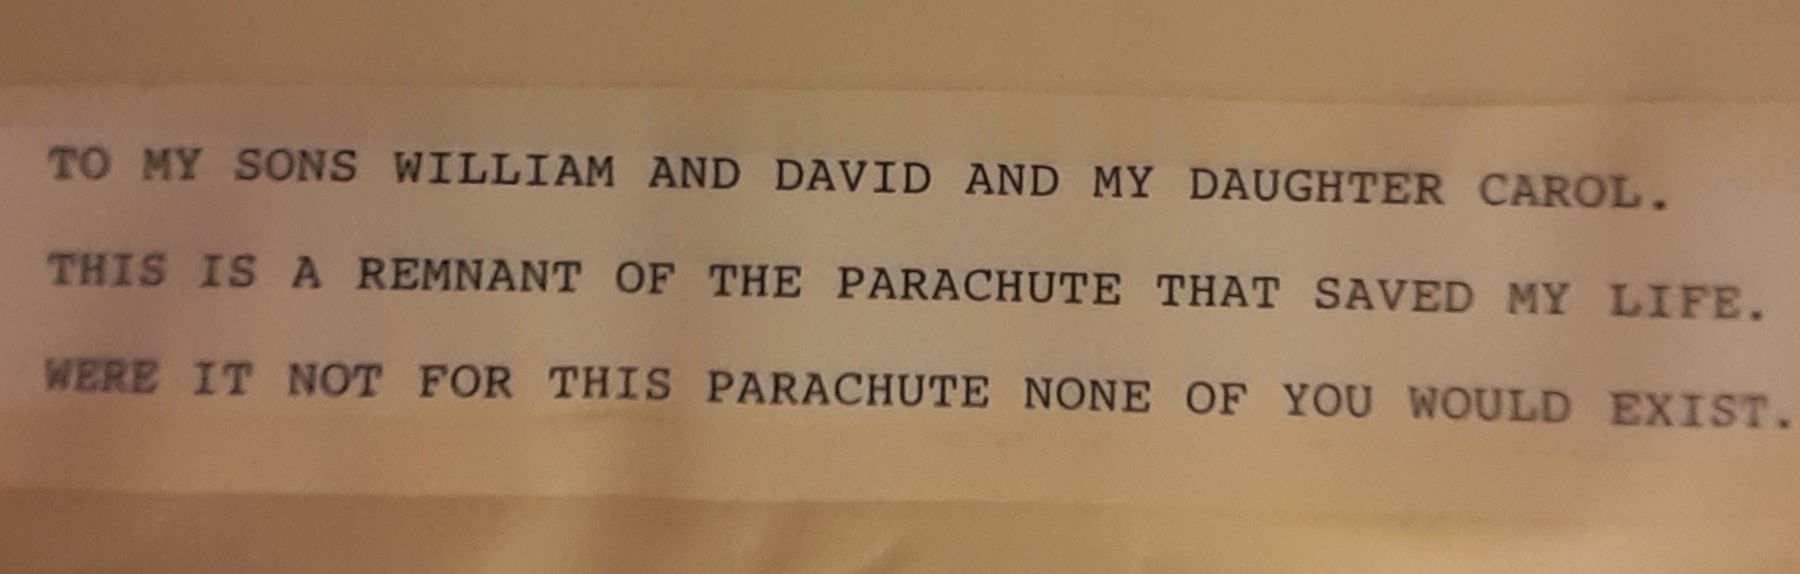 TO MY SONS WILLIAM AND DAVID AND MY DAUGHTER CAROL.
THIS IS A REMNANT OF THE PARACHUTE THAT SAVED MY LIFE.
WERE IT NOT FOR THIS PARACHUTE NONE OF YOU WOULD EXIST.